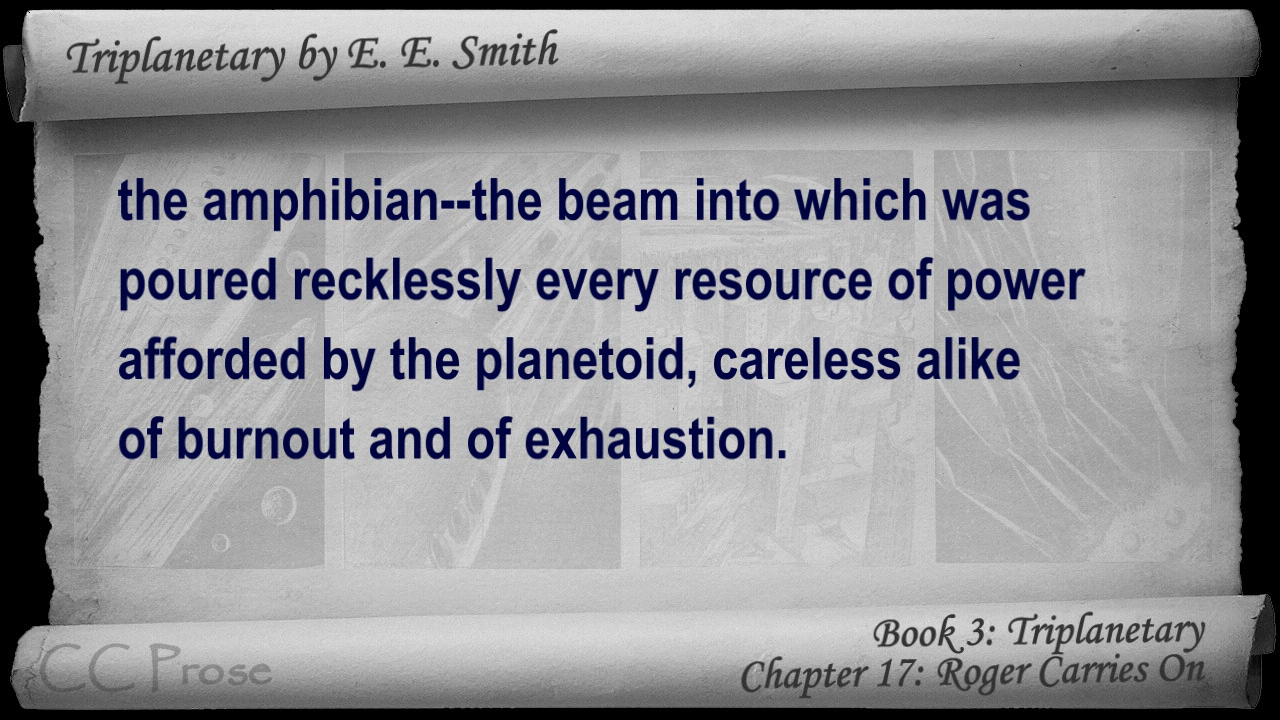 Triplanetary by E. E. Smith
the amphibian--the beam into which was
poured recklessly every resource of power
afforded by the planetoid, careless alike
of burnout and of exhaustion.
Book 3: Triplanetary
Chapter 17: Roger Carries On
CC Prose